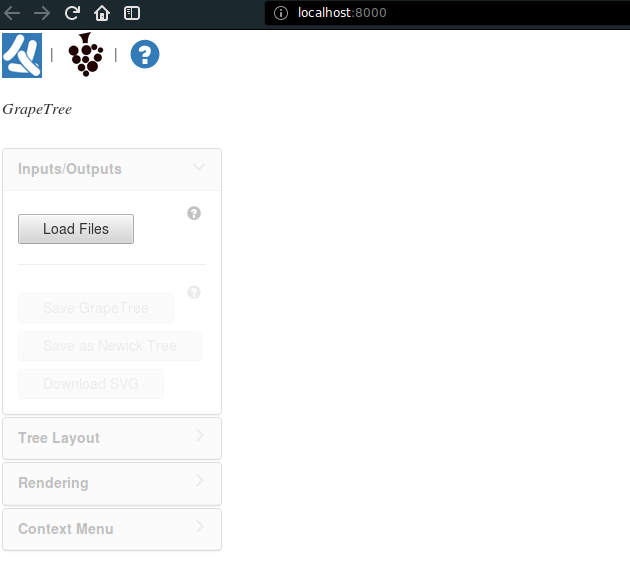 localhost:8000
|
|
?
GrapeTree
Inputs/Outputs
?
Load Files
?
Save GrapeTree
Save as Newick Tree
Download SVG
Tree Layout
Rendering
Context Menu